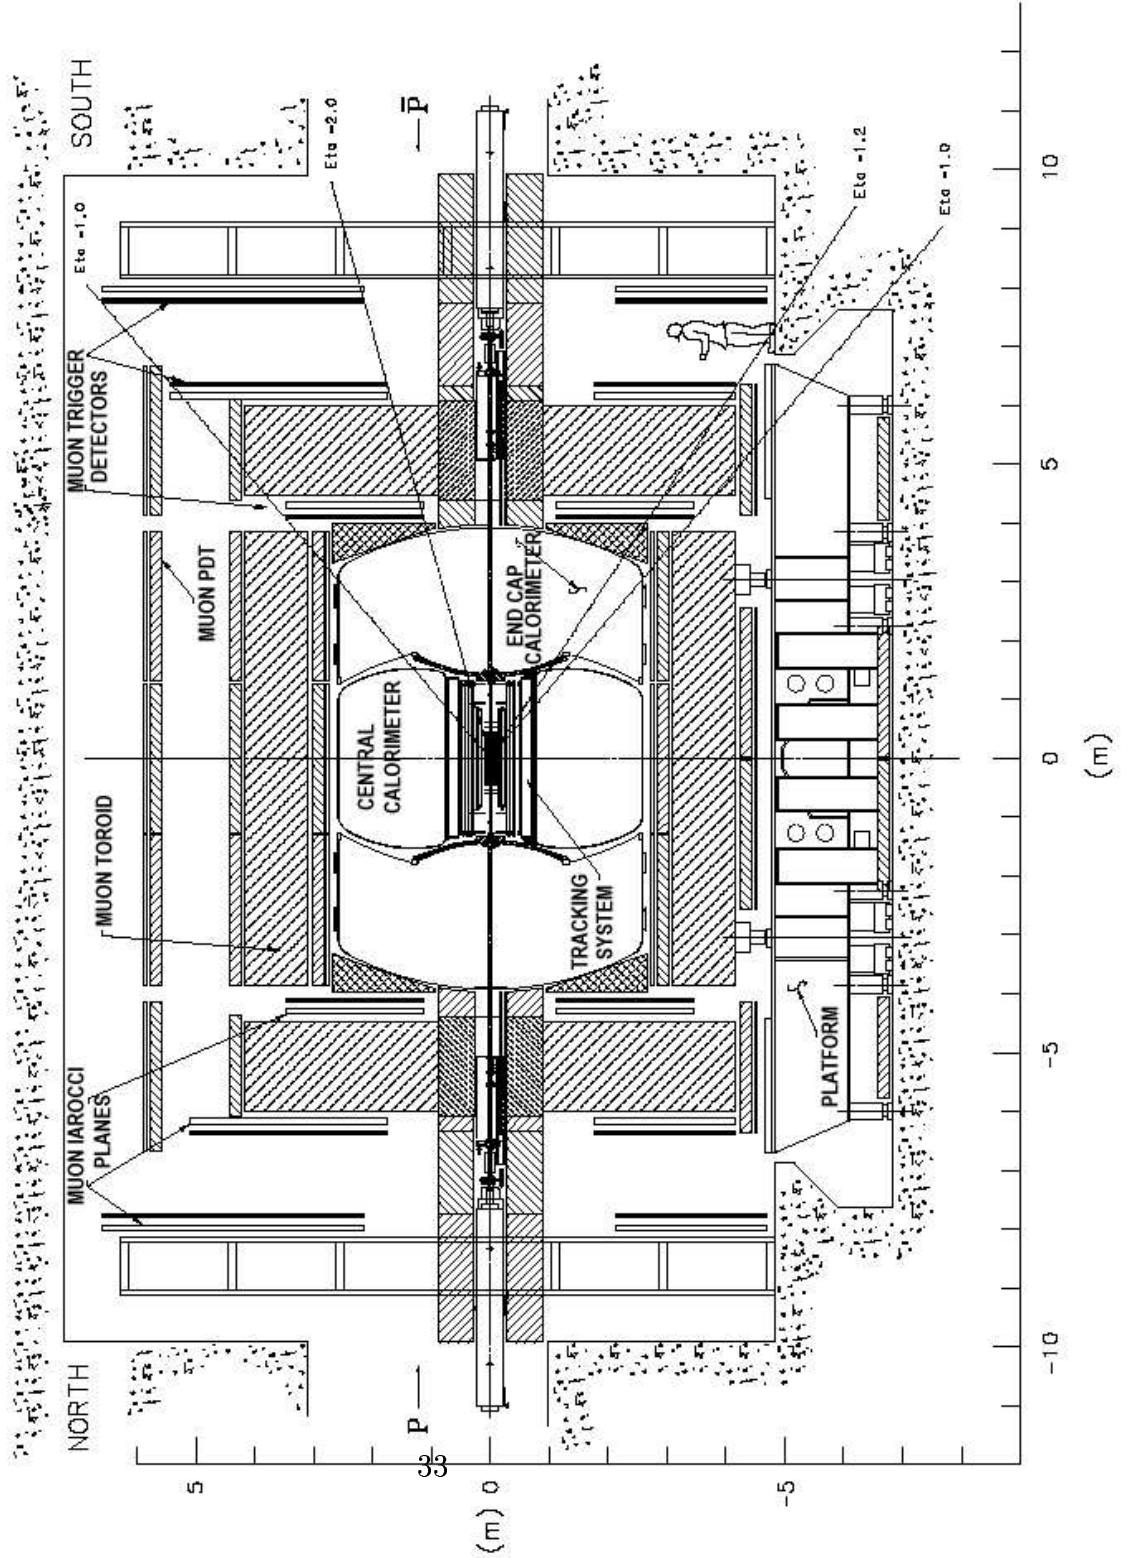 NORTH
SOUTH
MUON IAROCCI
PLANES
MUON TOROID
MUON PDT
MUON TRIGGER
DETECTORS
Eta =1.0
Eta =2.0
CENTRAL
CALORIMETER
END CAP
CALORIMETER
TRACKING
SYSTEM
PLATFORM
P
P̅
Eta =1.2
Eta =1.0
5
0
-5
(m)
-10
-5
0
5
10
(m)
33